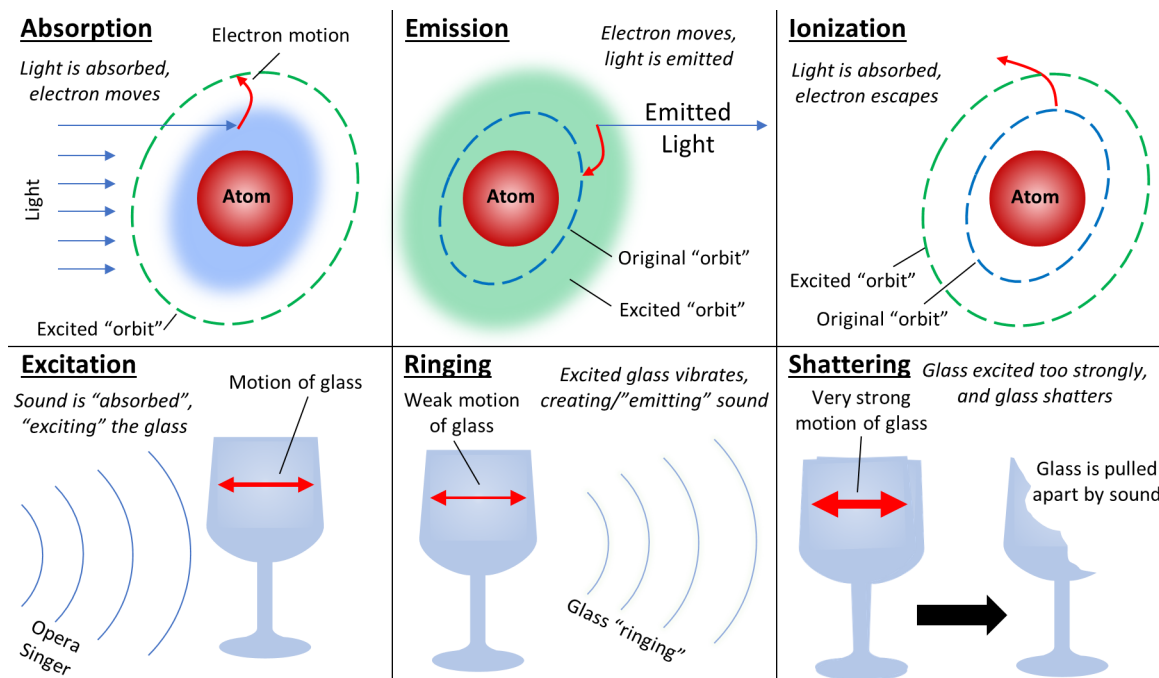 Absorption
Electron motion
Light is absorbed,
electron moves
Light
Atom
Excited “orbit”
Emission
Electron moves,
light is emitted
Emitted
Light
Atom
Original “orbit”
Excited “orbit”
Ionization
Light is absorbed,
electron escapes
Atom
Excited “orbit”
Original “orbit”
Excitation
Motion of glass
Sound is “absorbed”,
“exciting” the glass
Opera
Singer
Ringing
Excited glass vibrates,
creating/”emitting” sound
Weak motion
of glass
Glass “ringing”
Shattering
Glass excited too strongly,
and glass shatters
Very strong
motion of glass
Glass is pulled
apart by sound